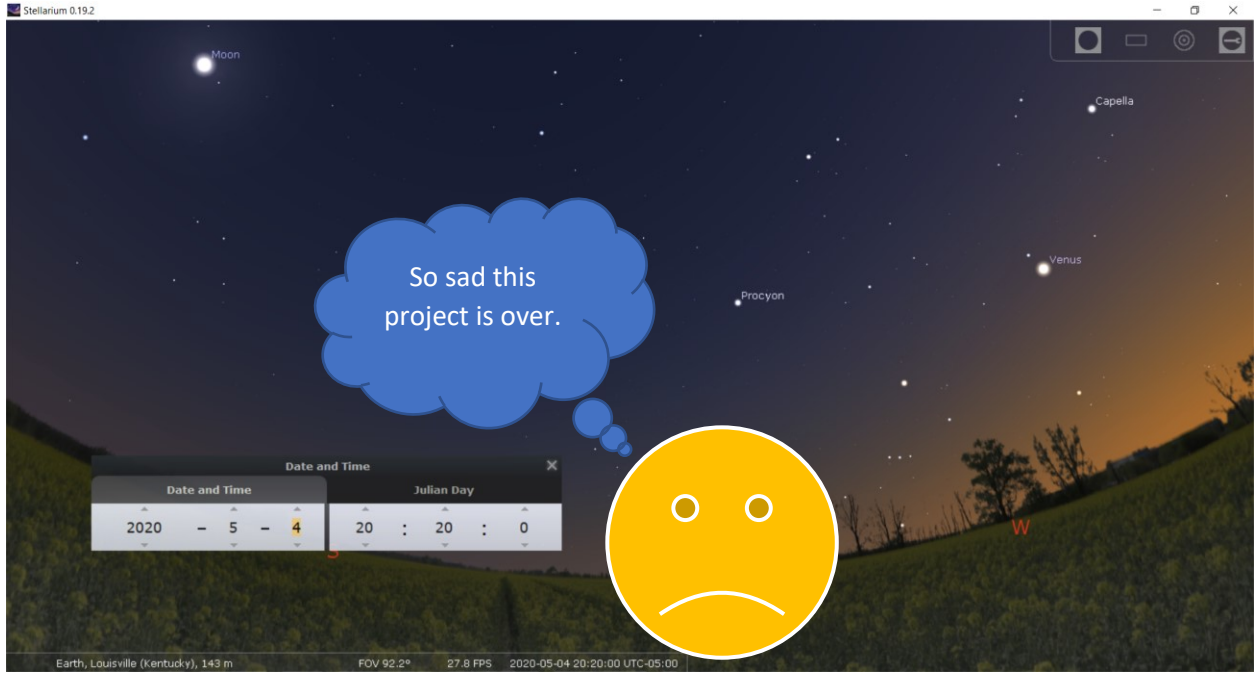 Stellarium 0.19.2
Moon
Capella
Venus
So sad this
project is over.
Procyon
Date and Time
Date and Time Julian Day
2020 – 5 – 4 20 : 20 : 0
S
W
Earth, Louisville (Kentucky), 143 m FOV 92.2° 27.8 FPS 2020-05-04 20:20:00 UTC-05:00